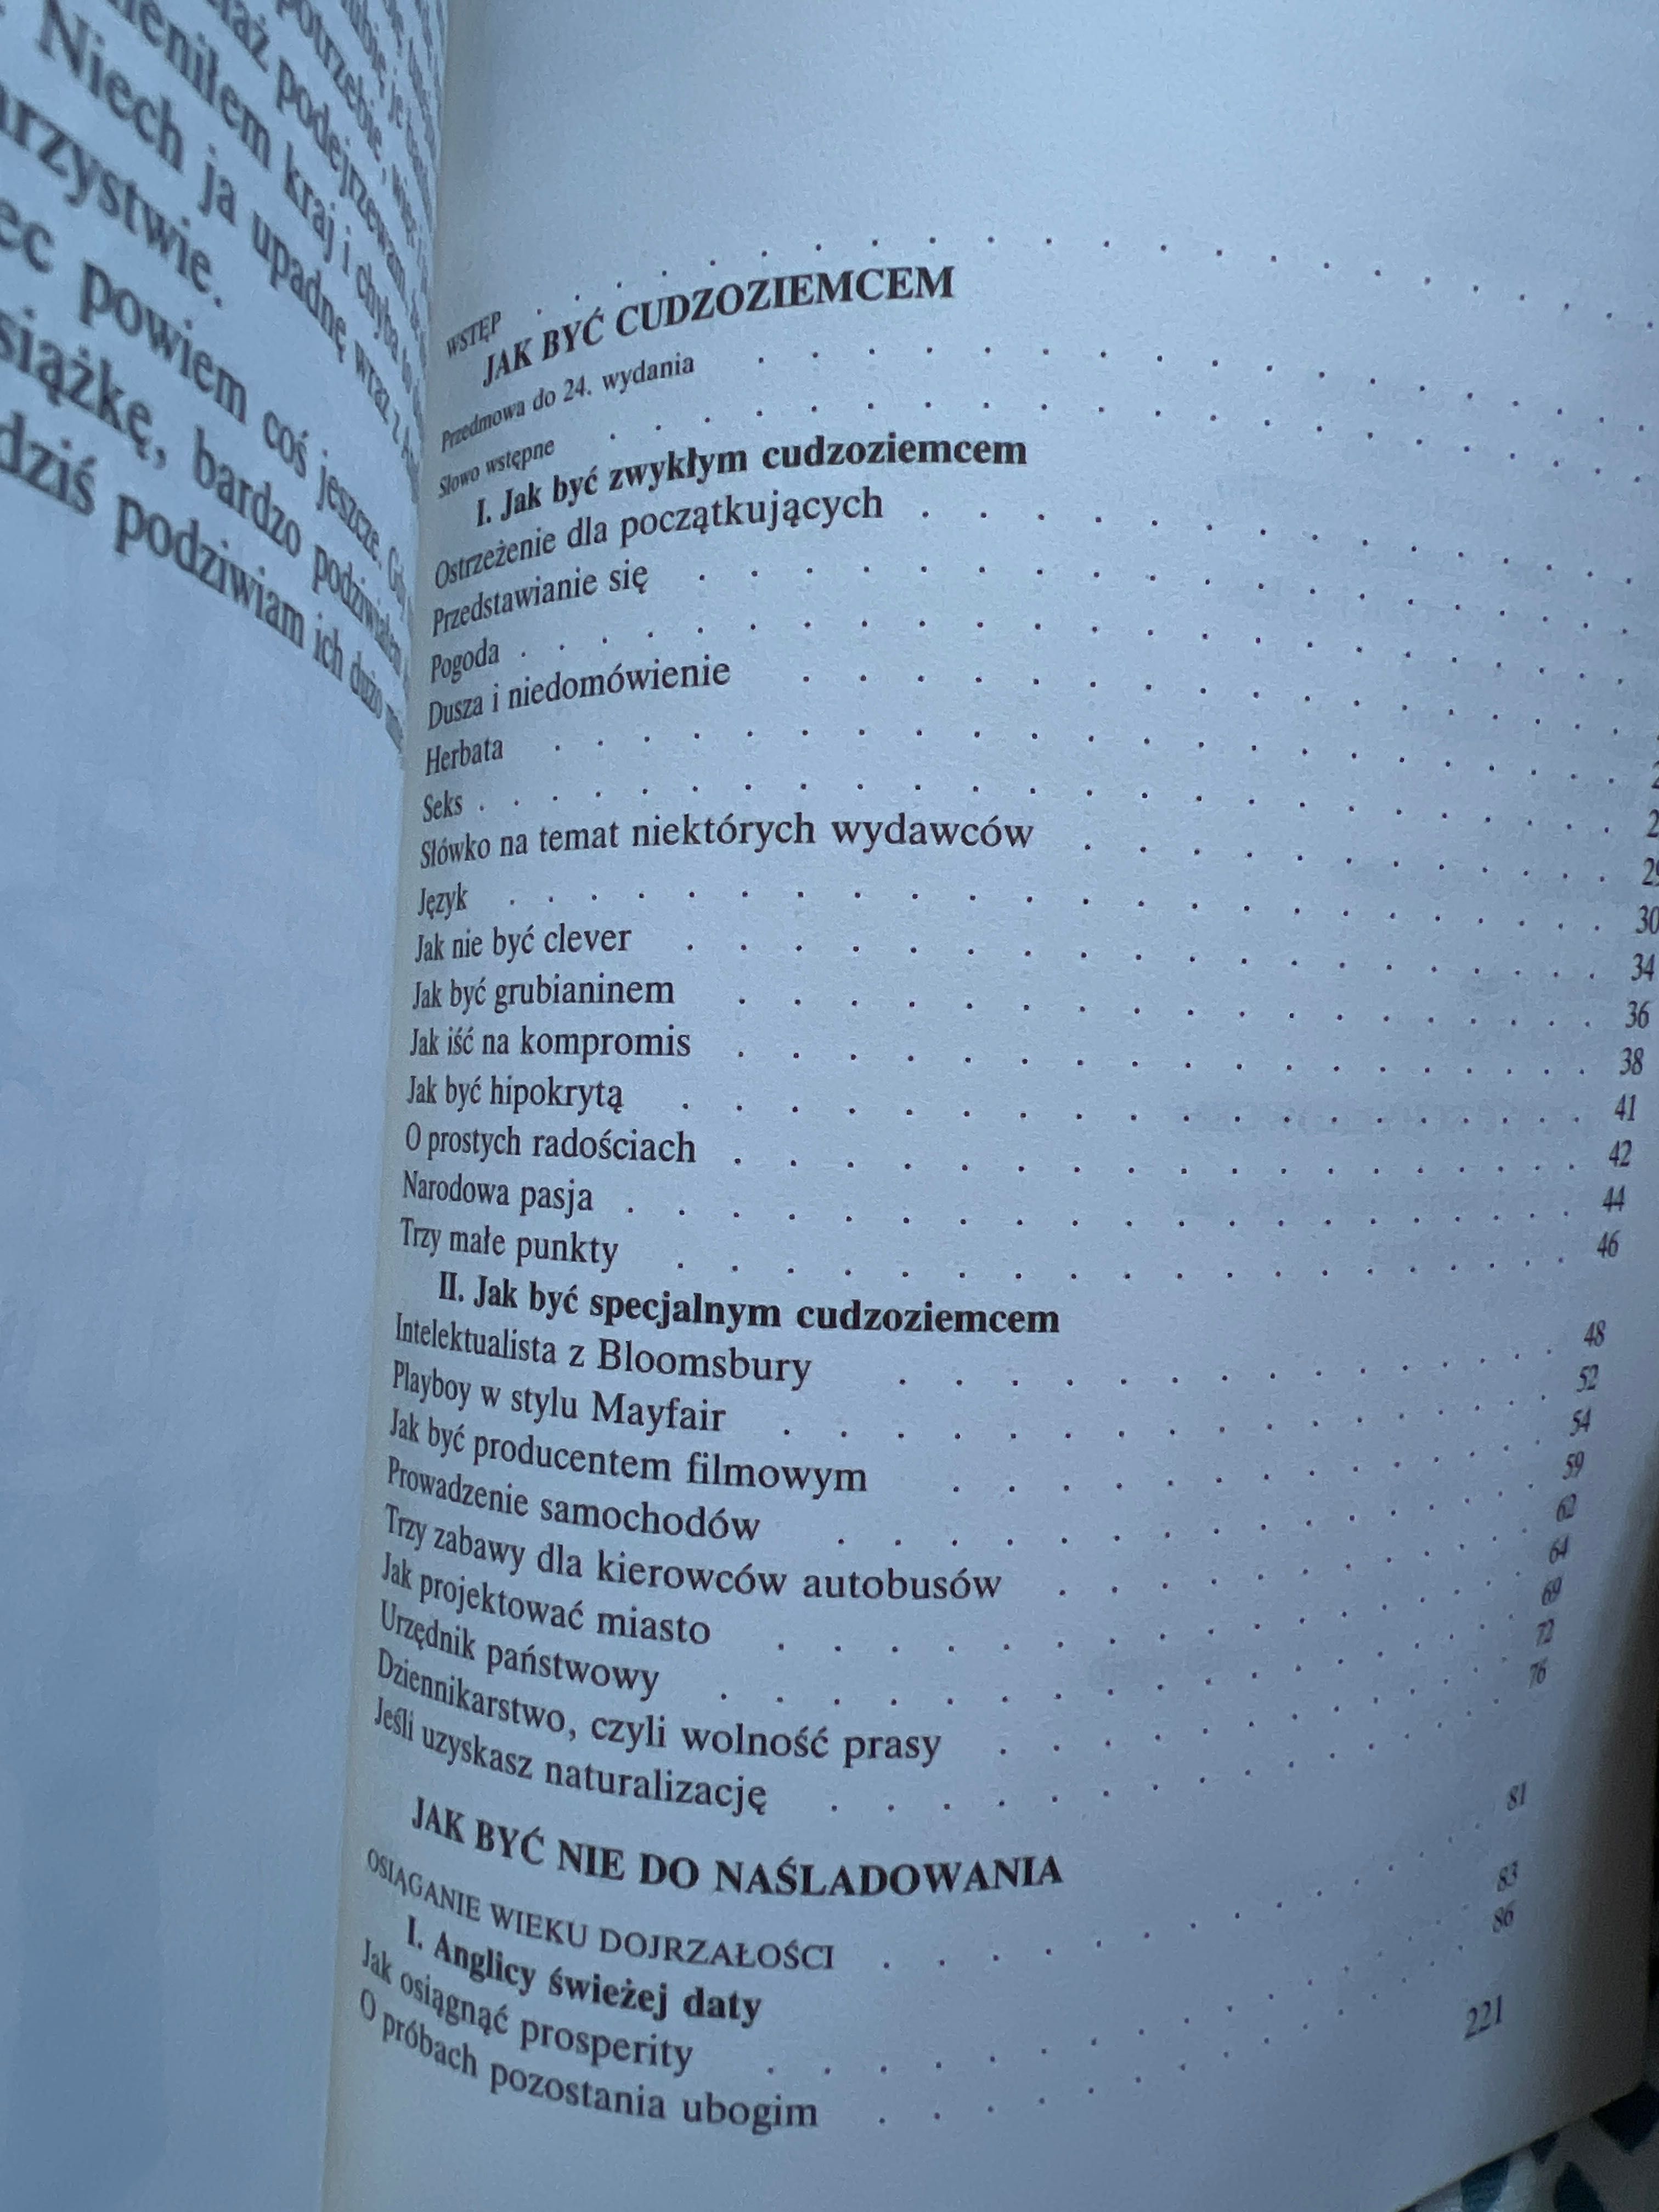 Niech ja upadnę wraz z
arzystwie.
ec powiem coś jeszcze.
siążkę, bardzo podziwiałem
dziś podziwiam ich dużo
WSTĘP . . . . . . . . . . . . . . . . . .
JAK BYĆ CUDZOZIEMCEM
Przedmowa do 24. wydania . . . . . . . . . . . . . . . .
Słowo wstępne . . . . . . . . . . . . . . . . . .
I. Jak być zwykłym cudzoziemcem
Ostrzeżenie dla początkujących . . . . . . . . . . . . .
Przedstawianie się . . . . . . . . . . . . . . . . .
Pogoda . . . . . . . . . . . . . . . . . . . .
Dusza i niedomówienie . . . . . . . . . . . . . . .
Herbata . . . . . . . . . . . . . . . . . . . .
Seks . . . . . . . . . . . . . . . . . . . . .
Słówko na temat niektórych wydawców . . . . . . . . . .
Język . . . . . . . . . . . . . . . . . . . . 30
Jak nie być clever . . . . . . . . . . . . . . . . . 34
Jak być grubianinem . . . . . . . . . . . . . . . . 36
Jak iść na kompromis . . . . . . . . . . . . . . . . 38
Jak być hipokrytą . . . . . . . . . . . . . . . . . 41
O prostych radościach . . . . . . . . . . . . . . . . 42
Narodowa pasja . . . . . . . . . . . . . . . . . . 44
Trzy małe punkty . . . . . . . . . . . . . . . . . 46
II. Jak być specjalnym cudzoziemcem
Intelektualista z Bloomsbury . . . . . . . . . . . . . 48
Playboy w stylu Mayfair . . . . . . . . . . . . . . . 52
Jak być producentem filmowym . . . . . . . . . . . . 54
Prowadzenie samochodów . . . . . . . . . . . . . . 59
Trzy zabawy dla kierowców autobusów . . . . . . . . . . 62
Jak projektować miasto . . . . . . . . . . . . . . . 64
Urzędnik państwowy . . . . . . . . . . . . . . . . 69
Dziennikarstwo, czyli wolność prasy . . . . . . . . . . . 72
Jeśli uzyskasz naturalizację . . . . . . . . . . . . . . 76
JAK BYĆ NIE DO NAŚLADOWANIA
OSIĄGANIE WIEKU DOJRZAŁOŚCI . . . . . . . . . . . . 81
I. Anglicy świeżej daty
Jak osiągnąć prosperity . . . . . . . . . . . . . . . 83
O próbach pozostania ubogim . . . . . . . . . . . . . 86
221